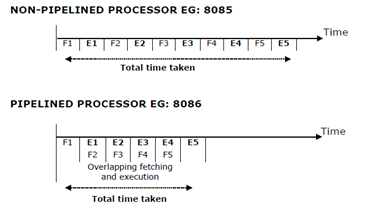 NON-PIPELINED PROCESSOR EG: 8085
Time
F1 E1 F2 E2 F3 E3 F4 E4 F5 E5
Total time taken
PIPELINED PROCESSOR EG: 8086
Time
F1 E1 E2 E3 E4 E5
F2 F3 F4 F5
Overlapping fetching
and execution
Total time taken